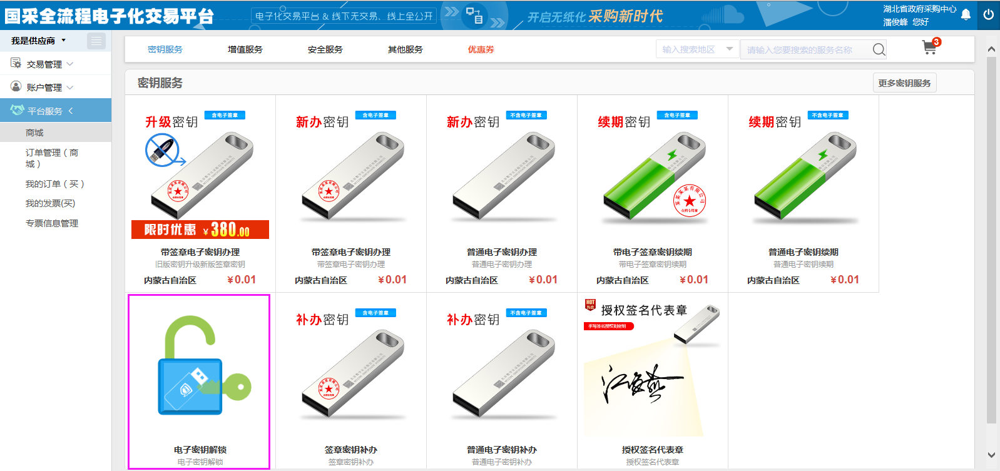 国采全流程电子化交易平台
电子化交易平台 & 线下无交易、线上全公开
开启无纸化 采购新时代
湖北省政府采购中心
潘俊峰 您好
我是供应商
交易管理
账户管理
平台服务
商城
订单管理（商
城）
我的订单（买）
我的发票(买)
专票信息管理
密钥服务 增值服务 安全服务 其他服务 优惠券
输入搜索地区
请输入您要搜索的服务名称
3
密钥服务
更多密钥服务
升级密钥 含电子签章
限时优惠 ￥380.00
带签章电子密钥办理
旧版密钥升级新版签章密钥
内蒙古自治区 ￥0.01
新办密钥 含电子签章
带签章电子密钥办理
带签章电子密钥办理
内蒙古自治区 ￥0.01
新办密钥 不含电子签章
普通电子密钥办理
普通电子密钥办理
内蒙古自治区 ￥0.01
续期密钥 含电子签章
带电子签章密钥续期
带电子签章密钥续期
内蒙古自治区 ￥0.01
续期密钥 不含电子签章
普通电子密钥续期
普通电子密钥续期
内蒙古自治区 ￥0.01
电子密钥解锁
电子密钥解锁
补办密钥 含电子签章
签章密钥补办
签章密钥补办
补办密钥 不含电子签章
普通电子密钥补办
普通电子密钥补办
HOT
热卖
授权签名代表章
手写签名授权到密钥
授权签名代表章
授权签名代表章